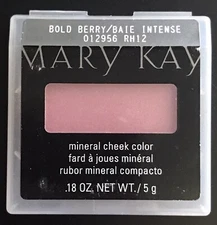 BOLD BERRY/BAIE INTENSE
012956 RH12
MARY KAY
mineral cheek color
fard à joues minéral
rubor mineral compacto
.18 OZ. NET WT./5 g